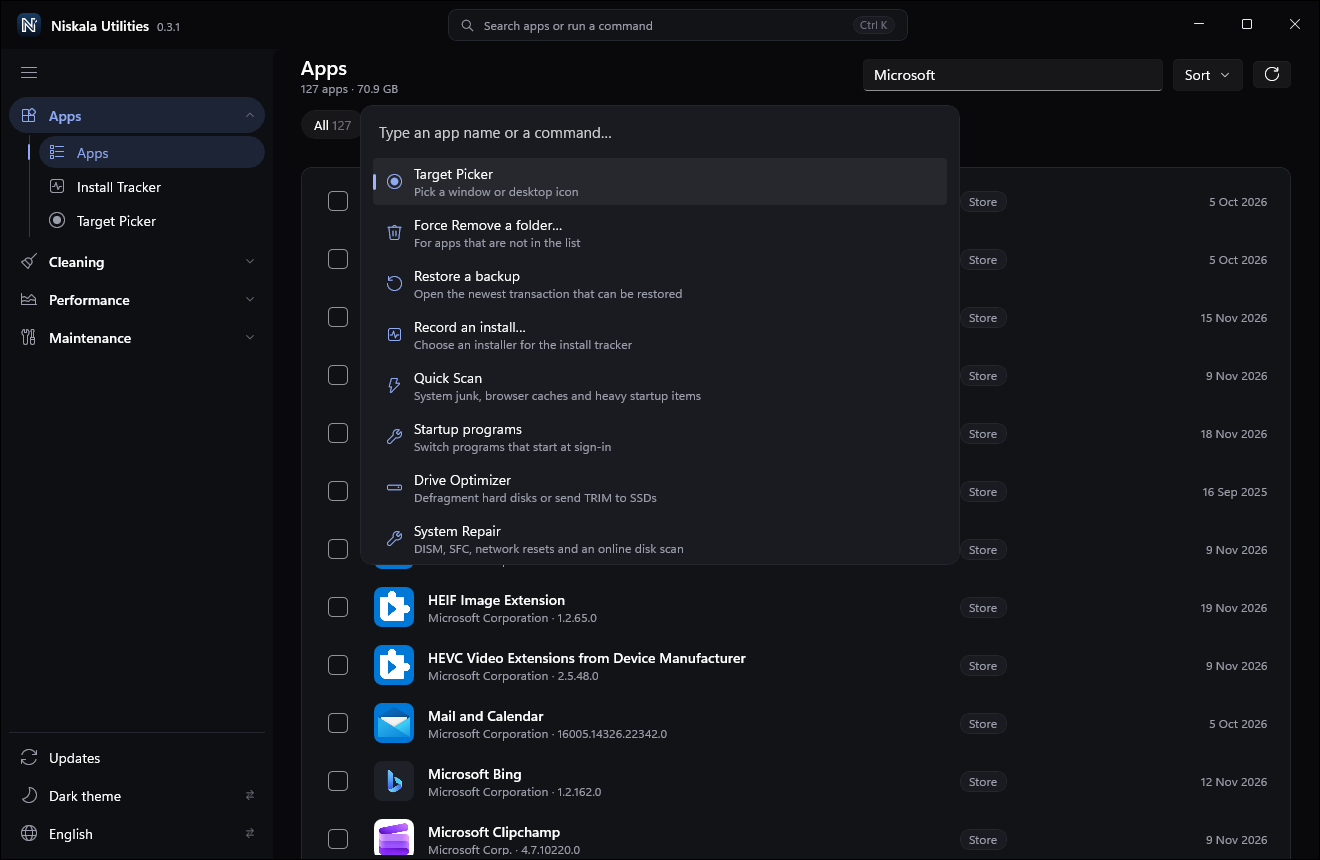 Niskala Utilities 0.3.1
Search apps or run a command
Ctrl K
Apps
127 apps · 70.9 GB
Microsoft
Sort
All 127
Apps
Apps
Install Tracker
Target Picker
Cleaning
Performance
Maintenance
Type an app name or a command...
Target Picker
Pick a window or desktop icon
Force Remove a folder...
For apps that are not in the list
Restore a backup
Open the newest transaction that can be restored
Record an install...
Choose an installer for the install tracker
Quick Scan
System junk, browser caches and heavy startup items
Startup programs
Switch programs that start at sign-in
Drive Optimizer
Defragment hard disks or send TRIM to SSDs
System Repair
DISM, SFC, network resets and an online disk scan
Store 5 Oct 2026
Store 5 Oct 2026
Store 15 Nov 2026
Store 9 Nov 2026
Store 18 Nov 2026
Store 16 Sep 2025
Store 9 Nov 2026
HEIF Image Extension
Microsoft Corporation · 1.2.65.0
Store 19 Nov 2026
HEVC Video Extensions from Device Manufacturer
Microsoft Corporation · 2.5.48.0
Store 9 Nov 2026
Mail and Calendar
Microsoft Corporation · 16005.14326.22342.0
Store 5 Oct 2026
Microsoft Bing
Microsoft Corporation · 1.2.162.0
Store 12 Nov 2026
Microsoft Clipchamp
Microsoft Corp. · 4.7.10220.0
Store 9 Nov 2026
Updates
Dark theme
English